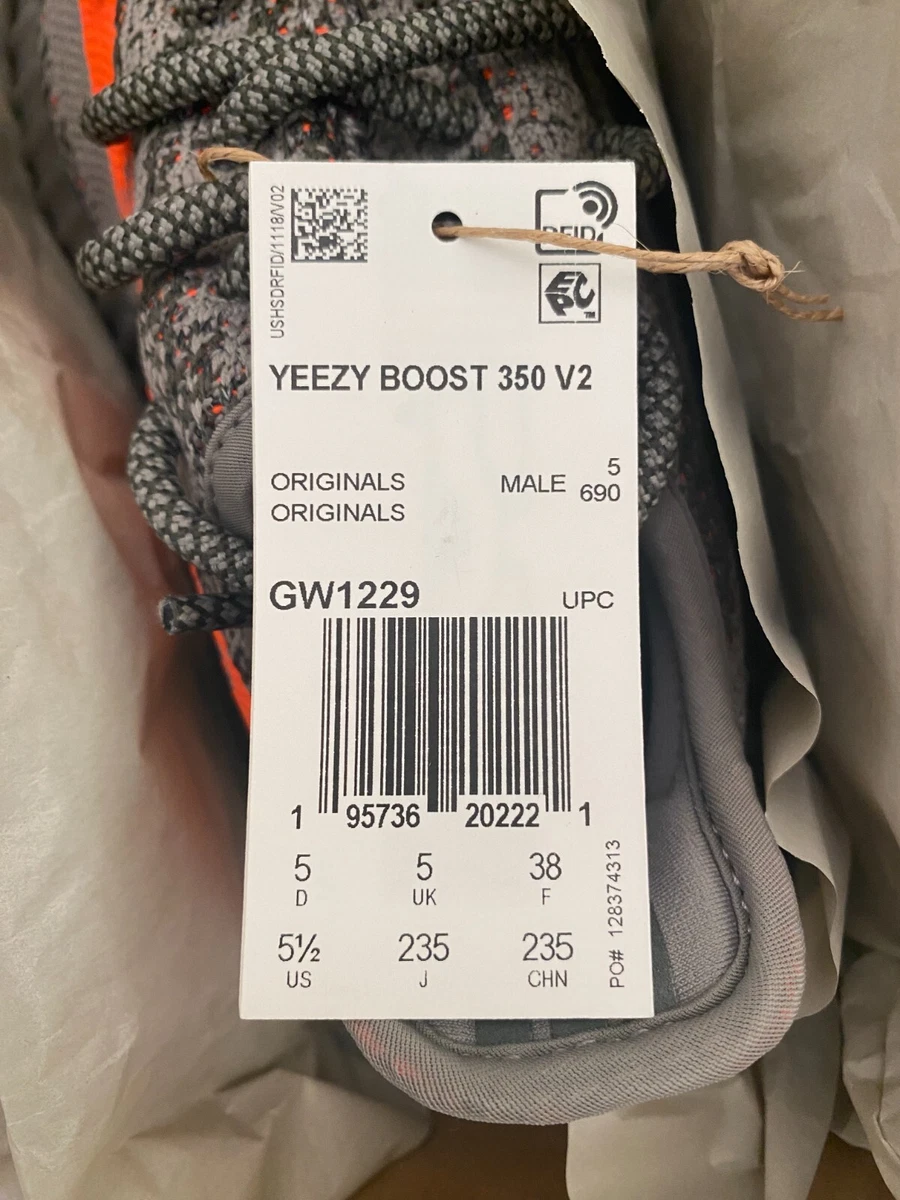 USHSDRFID/1118/V02
RFID
EPC™
YEEZY BOOST 350 V2
ORIGINALS
ORIGINALS
MALE 5
690
GW1229 UPC
1 95736 20222 1
5 5 38
D UK F
5½ 235 235
US J CHN
PO# 128374313